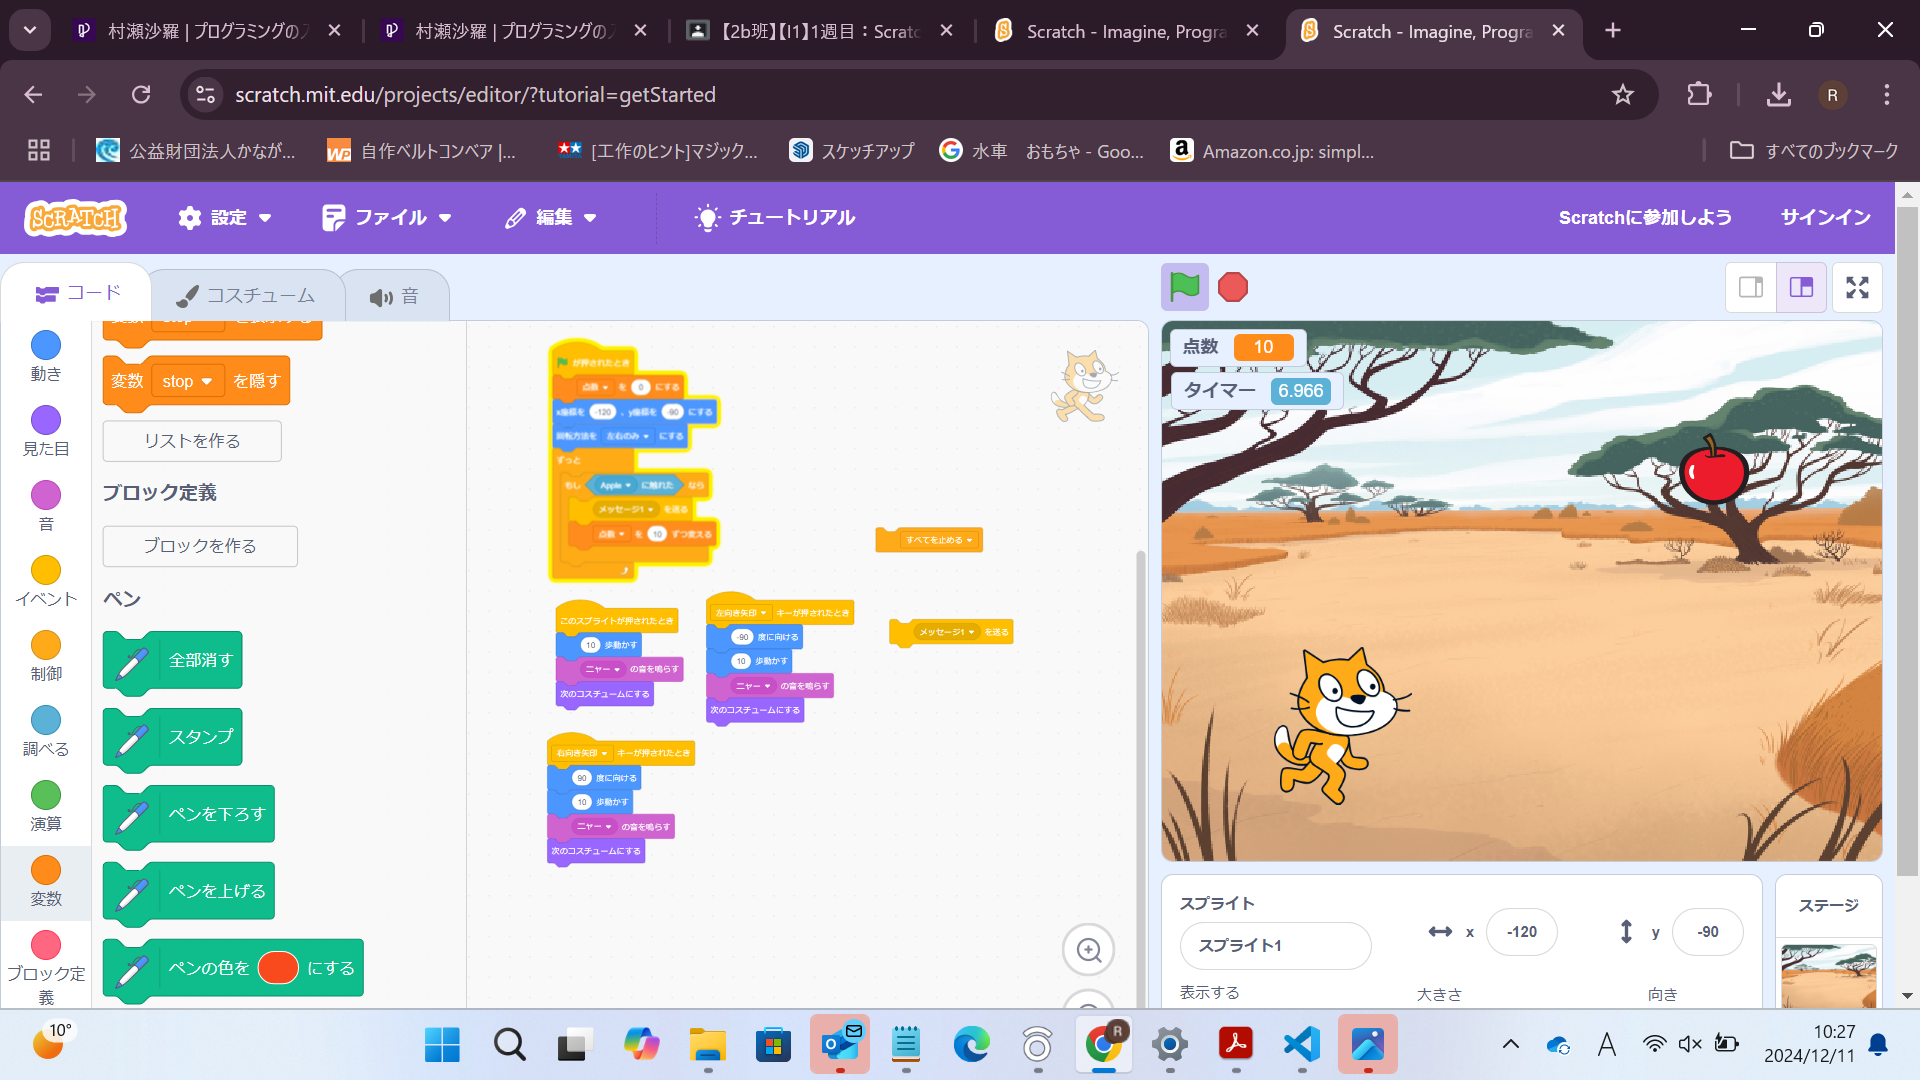 村瀬沙羅 | プログラミングのス
村瀬沙羅 | プログラミングのス
【2b班】【I1】1週目：Scratc
Scratch - Imagine, Progra
Scratch - Imagine, Progra
scratch.mit.edu/projects/editor/?tutorial=getStarted
R
公益財団法人かなが...
自作ベルトコンベア |...
[工作のヒント]マジック...
スケッチアップ
水車 おもちゃ - Goo...
Amazon.co.jp: simpl...
すべてのブックマーク
SCRATCH
設定
ファイル
編集
チュートリアル
Scratchに参加しよう
サインイン
コード
コスチューム
音
動き
見た目
音
イベント
制御
調べる
演算
変数
ブロック定義
変数 stop を隠す
リストを作る
ブロック定義
ブロックを作る
ペン
全部消す
スタンプ
ペンを下ろす
ペンを上げる
ペンの色を にする
が押されたとき
点数 を 0 にする
x座標を -120 、y座標を -90 にする
回転方法を 左右のみ にする
ずっと
もし Apple に触れた なら
メッセージ1 を送る
点数 を 10 ずつ変える
このスプライトが押されたとき
10 歩動かす
ニャー の音を鳴らす
次のコスチュームにする
左向き矢印 キーが押されたとき
-90 度に向ける
10 歩動かす
ニャー の音を鳴らす
次のコスチュームにする
右向き矢印 キーが押されたとき
90 度に向ける
10 歩動かす
ニャー の音を鳴らす
次のコスチュームにする
すべてを止める
メッセージ1 を送る
点数 10
タイマー 6.966
スプライト
スプライト1
x -120
y -90
表示する
大きさ
向き
ステージ
10°
R
A
10:27
2024/12/11